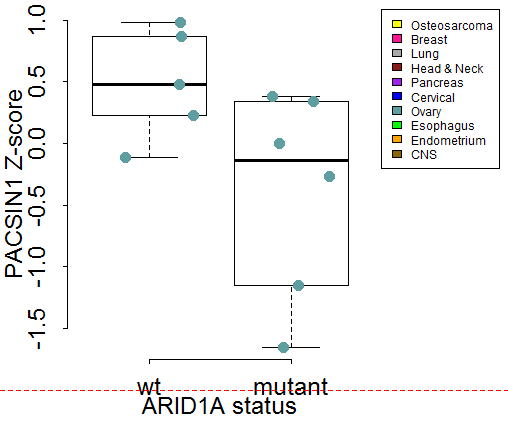 PACSIN1 Z-score
1.0
0.5
0.0
-0.5
-1.0
-1.5
Osteosarcoma
Breast
Lung
Head & Neck
Pancreas
Cervical
Ovary
Esophagus
Endometrium
CNS
wt mutant
ARID1A status